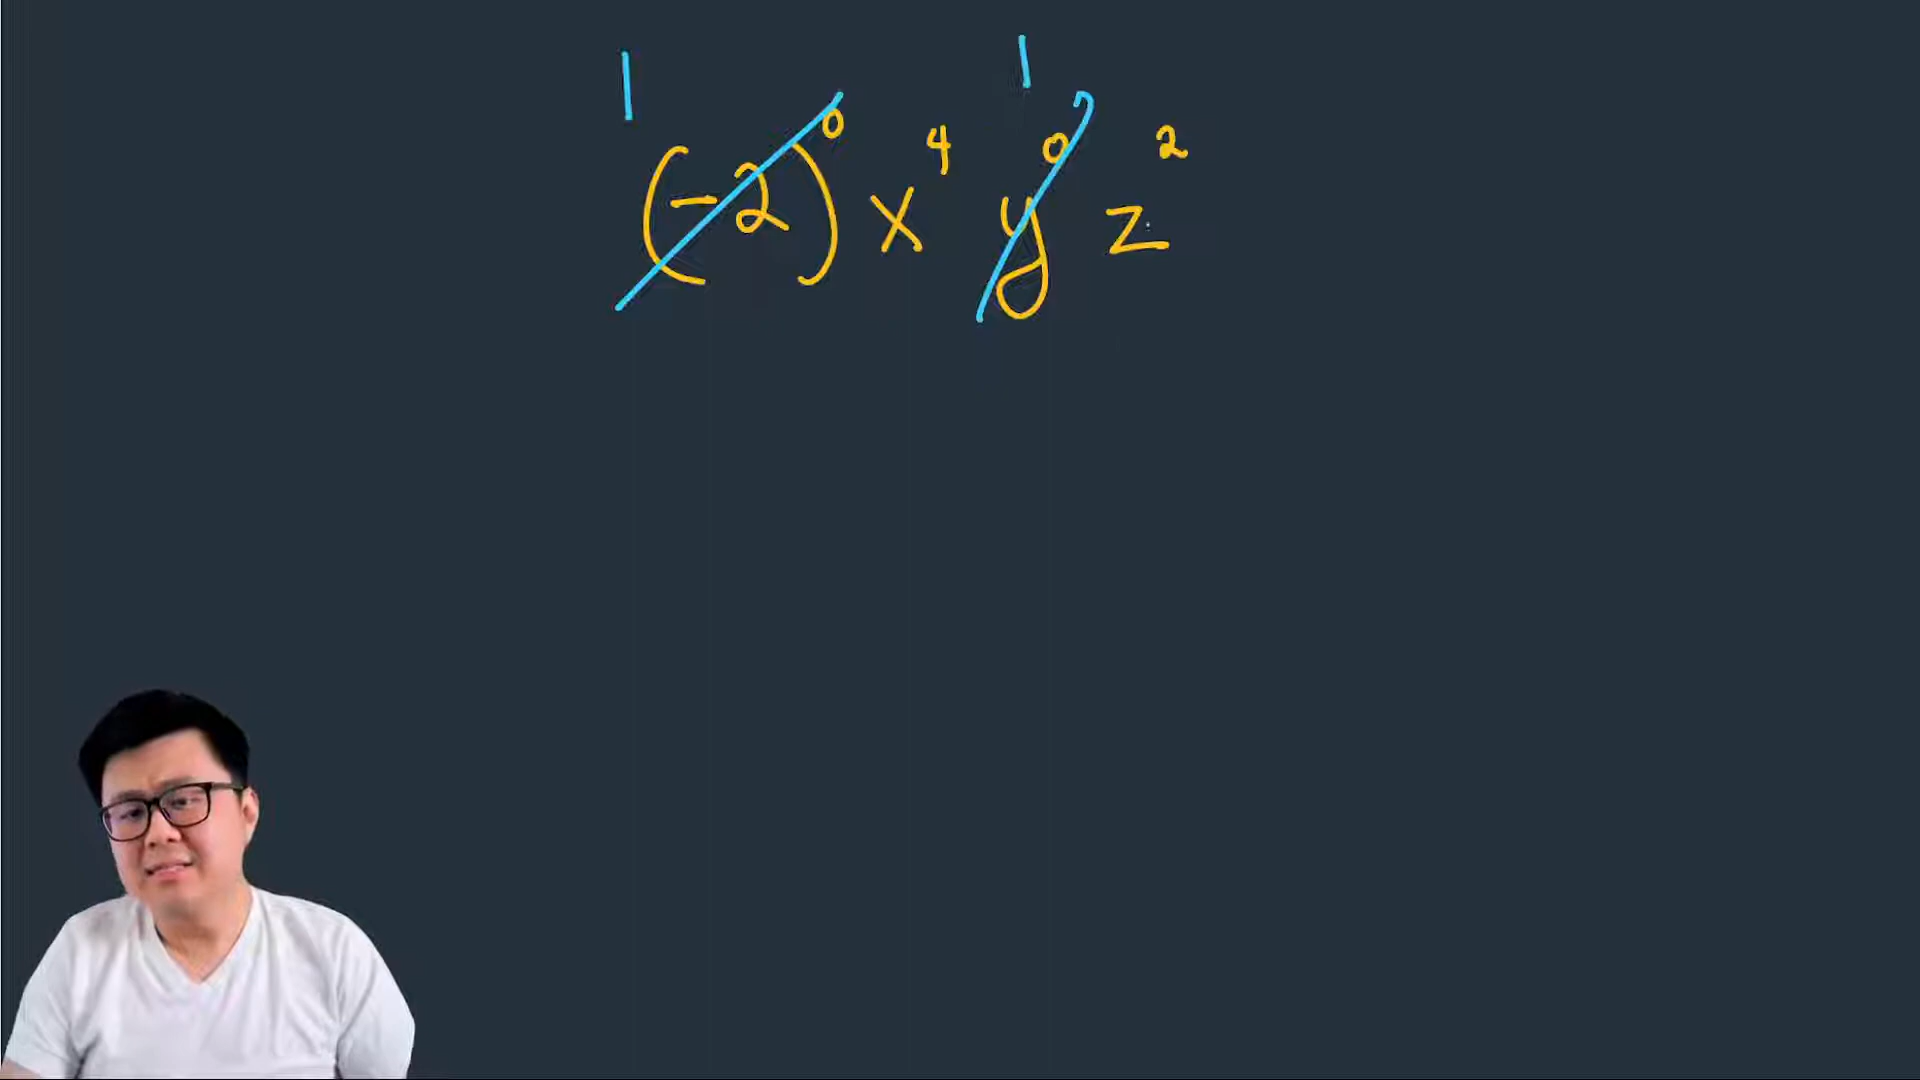 1 1
(-2)⁰ x⁴ y⁰ z²